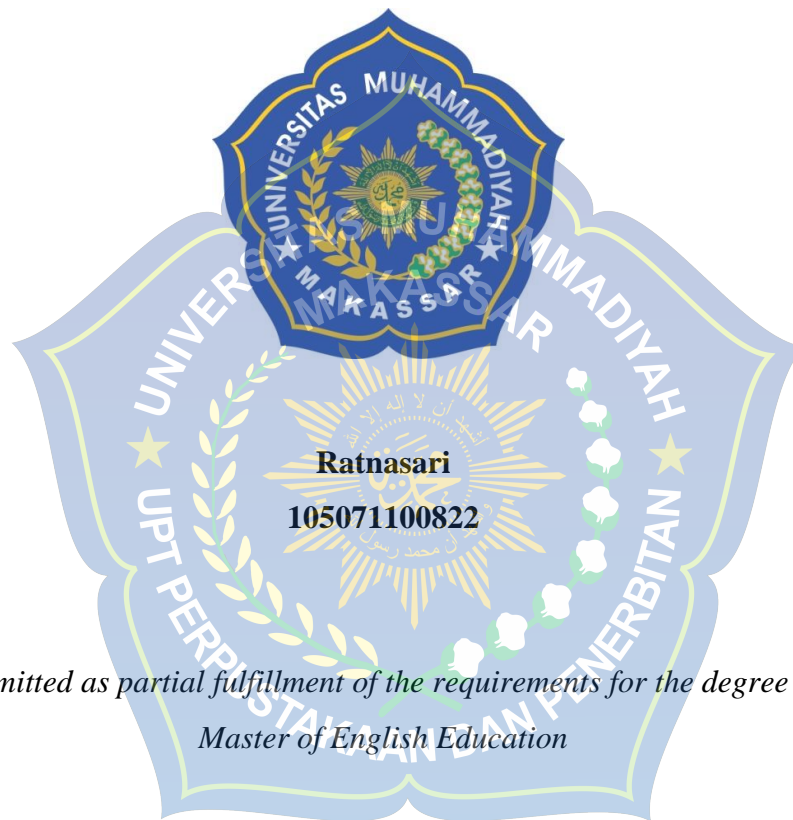 UNIVERSITAS MUHAMMADIYAH
MAKASSAR
UNIVERSITAS MUHAMMADIYAH
MAKASSAR
Ratnasari
105071100822
UPT PERPUSTAKAAN DAN PENERBITAN
mitted as partial fulfillment of the requirements for the degree
Master of English Education